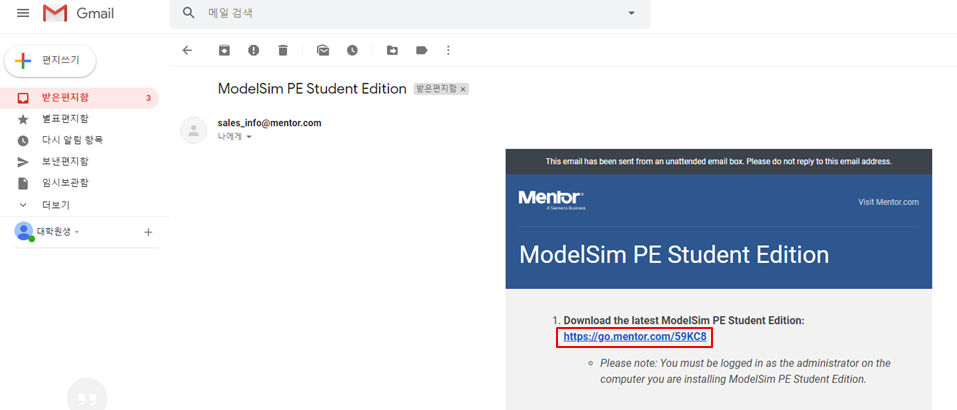 Gmail
메일 검색
편지쓰기
받은편지함 3
별표편지함
다시 알림 항목
보낸편지함
임시보관함
더보기
대학원생
ModelSim PE Student Edition 받은편지함 ×
sales_info@mentor.com
나에게
This email has been sent from an unattended email box. Please do not reply to this email address.
Mentor®
A Siemens Business
Visit Mentor.com
ModelSim PE Student Edition
1. Download the latest ModelSim PE Student Edition:
https://go.mentor.com/59KC8
Please note: You must be logged in as the administrator on the
computer you are installing ModelSim PE Student Edition.